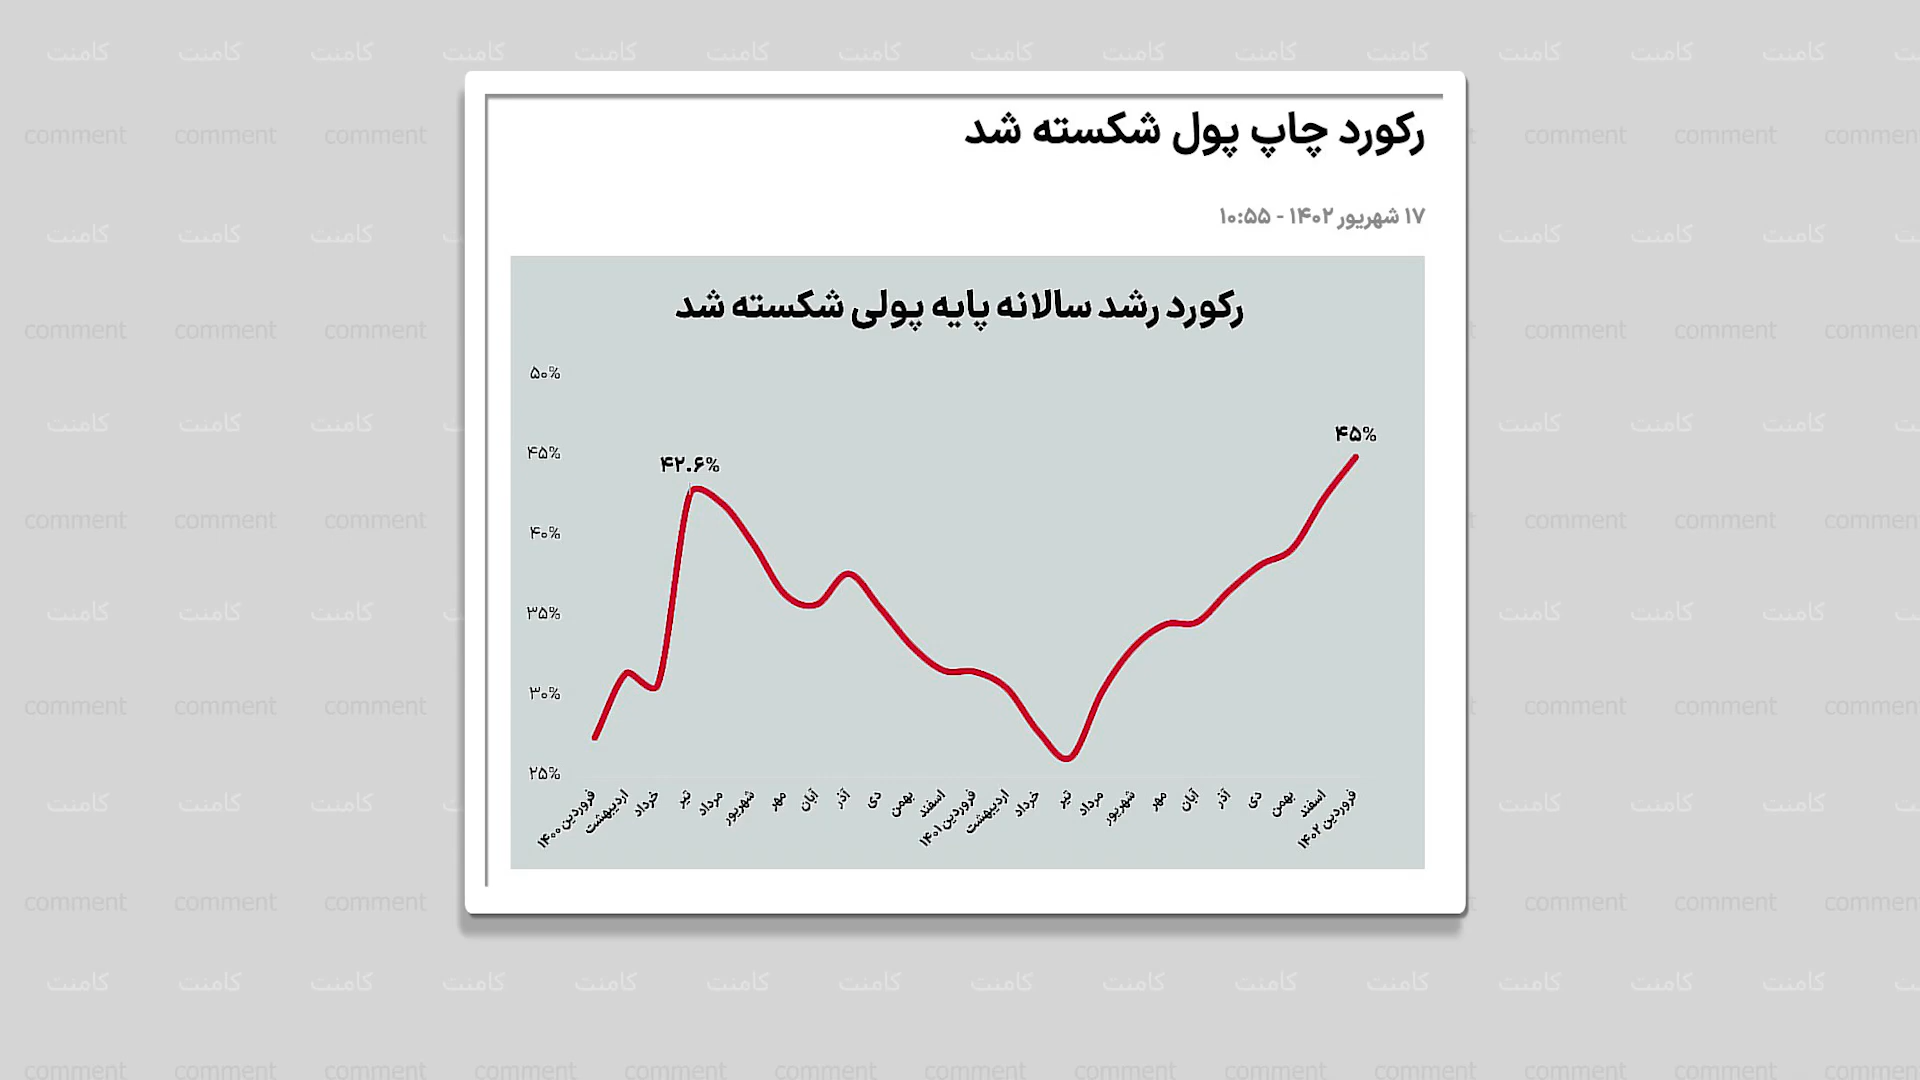 رکورد چاپ پول شکسته شد
۱۷ شهریور ۱۴۰۲ - ۱۰:۵۵
رکورد رشد سالانه پایه پولی شکسته شد
۵۰%
۴۵%
۴۰%
۳۵%
۳۰%
۲۵%
۴۲.۶%
۴۵%
فروردین ۱۴۰۰
اردیبهشت
خرداد
تیر
مرداد
شهریور
مهر
آبان
آذر
دی
بهمن
اسفند
فروردین ۱۴۰۱
اردیبهشت
خرداد
تیر
مرداد
شهریور
مهر
آبان
آذر
دی
بهمن
اسفند
فروردین ۱۴۰۲
کامنت
comment